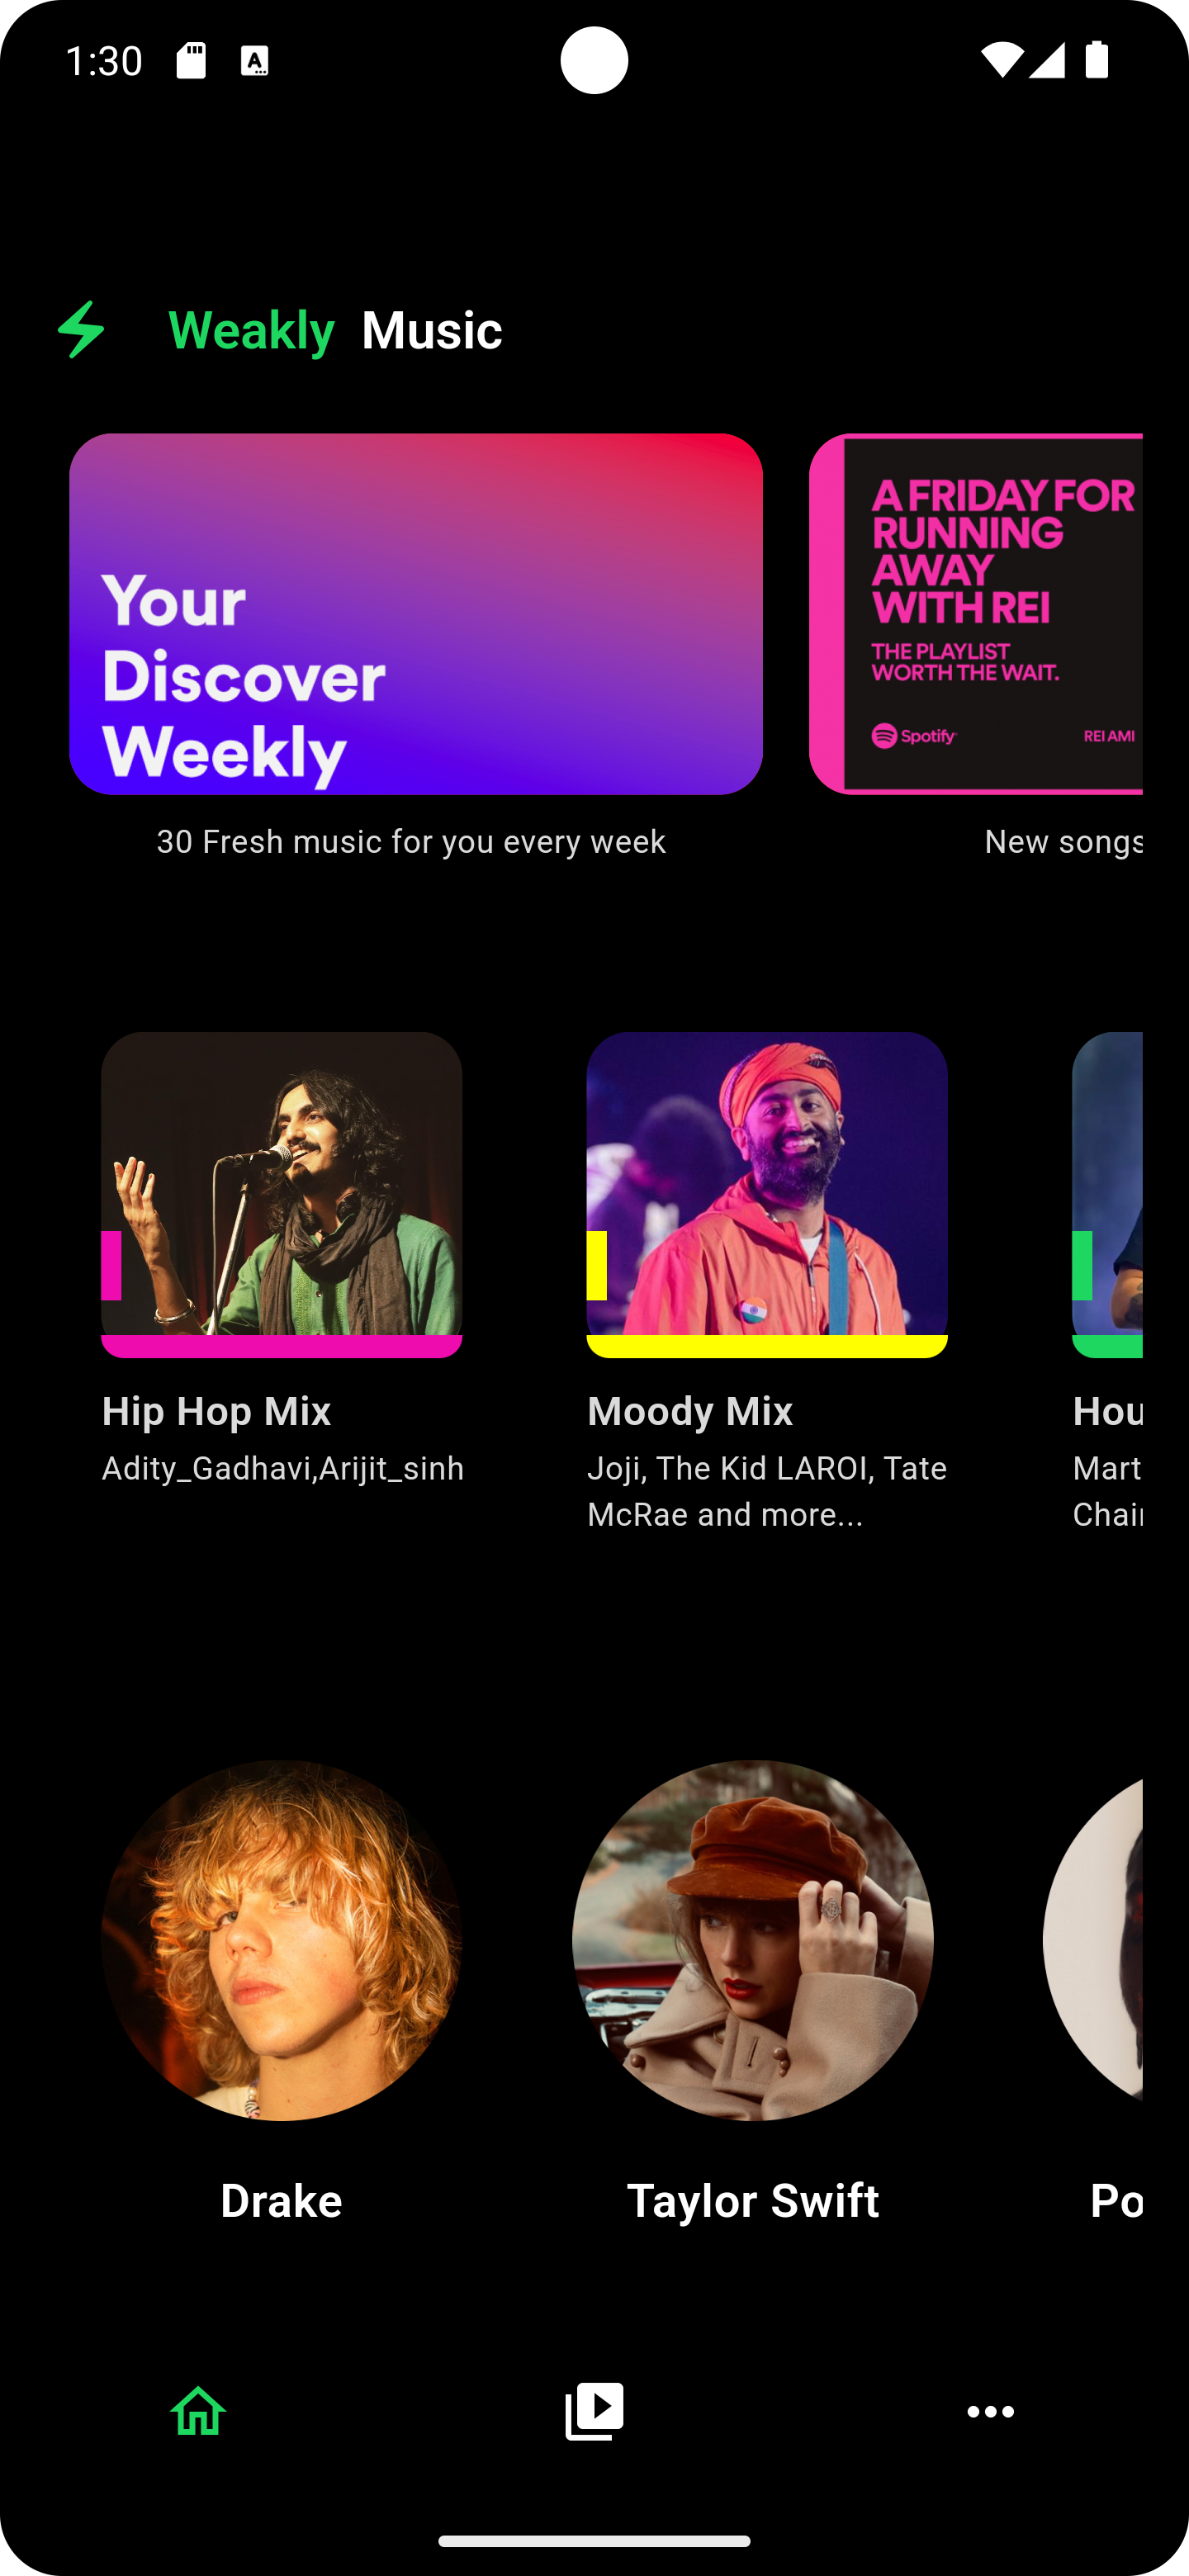 1:30
Weakly Music
Your
Discover
Weekly
A FRIDAY FOR
RUNNING
AWAY
WITH REI
THE PLAYLIST
WORTH THE WAIT.
Spotify
REI AMI
30 Fresh music for you every week
New songs
Hip Hop Mix
Adity_Gadhavi,Arijit_sinh
Moody Mix
Joji, The Kid LAROI, Tate
McRae and more...
Hou
Mart
Chair
Drake
Taylor Swift
Po